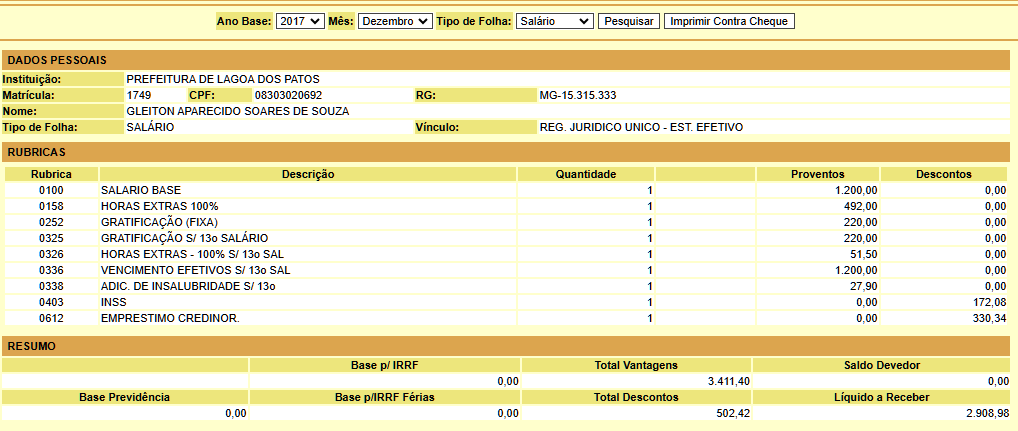 Ano Base: 2017 Mês: Dezembro Tipo de Folha: Salário Pesquisar Imprimir Contra Cheque
DADOS PESSOAIS
Instituição: PREFEITURA DE LAGOA DOS PATOS
Matrícula: 1749 CPF: 08303020692 RG: MG-15.315.333
Nome: GLEITON APARECIDO SOARES DE SOUZA
Tipo de Folha: SALÁRIO Vínculo: REG. JURIDICO UNICO - EST. EFETIVO
RUBRICAS
Rubrica Descrição Quantidade Proventos Descontos
0100 SALARIO BASE 1 1.200,00 0,00
0158 HORAS EXTRAS 100% 1 492,00 0,00
0252 GRATIFICAÇÃO (FIXA) 1 220,00 0,00
0325 GRATIFICAÇÃO S/ 13o SALÁRIO 1 220,00 0,00
0326 HORAS EXTRAS - 100% S/ 13o SAL 1 51,50 0,00
0336 VENCIMENTO EFETIVOS S/ 13o SAL 1 1.200,00 0,00
0338 ADIC. DE INSALUBRIDADE S/ 13o 1 27,90 0,00
0403 INSS 1 0,00 172,08
0612 EMPRESTIMO CREDINOR. 1 0,00 330,34
RESUMO
Base p/ IRRF Total Vantagens Saldo Devedor
0,00 3.411,40 0,00
Base Previdência Base p/IRRF Férias Total Descontos Líquido a Receber
0,00 0,00 502,42 2.908,98